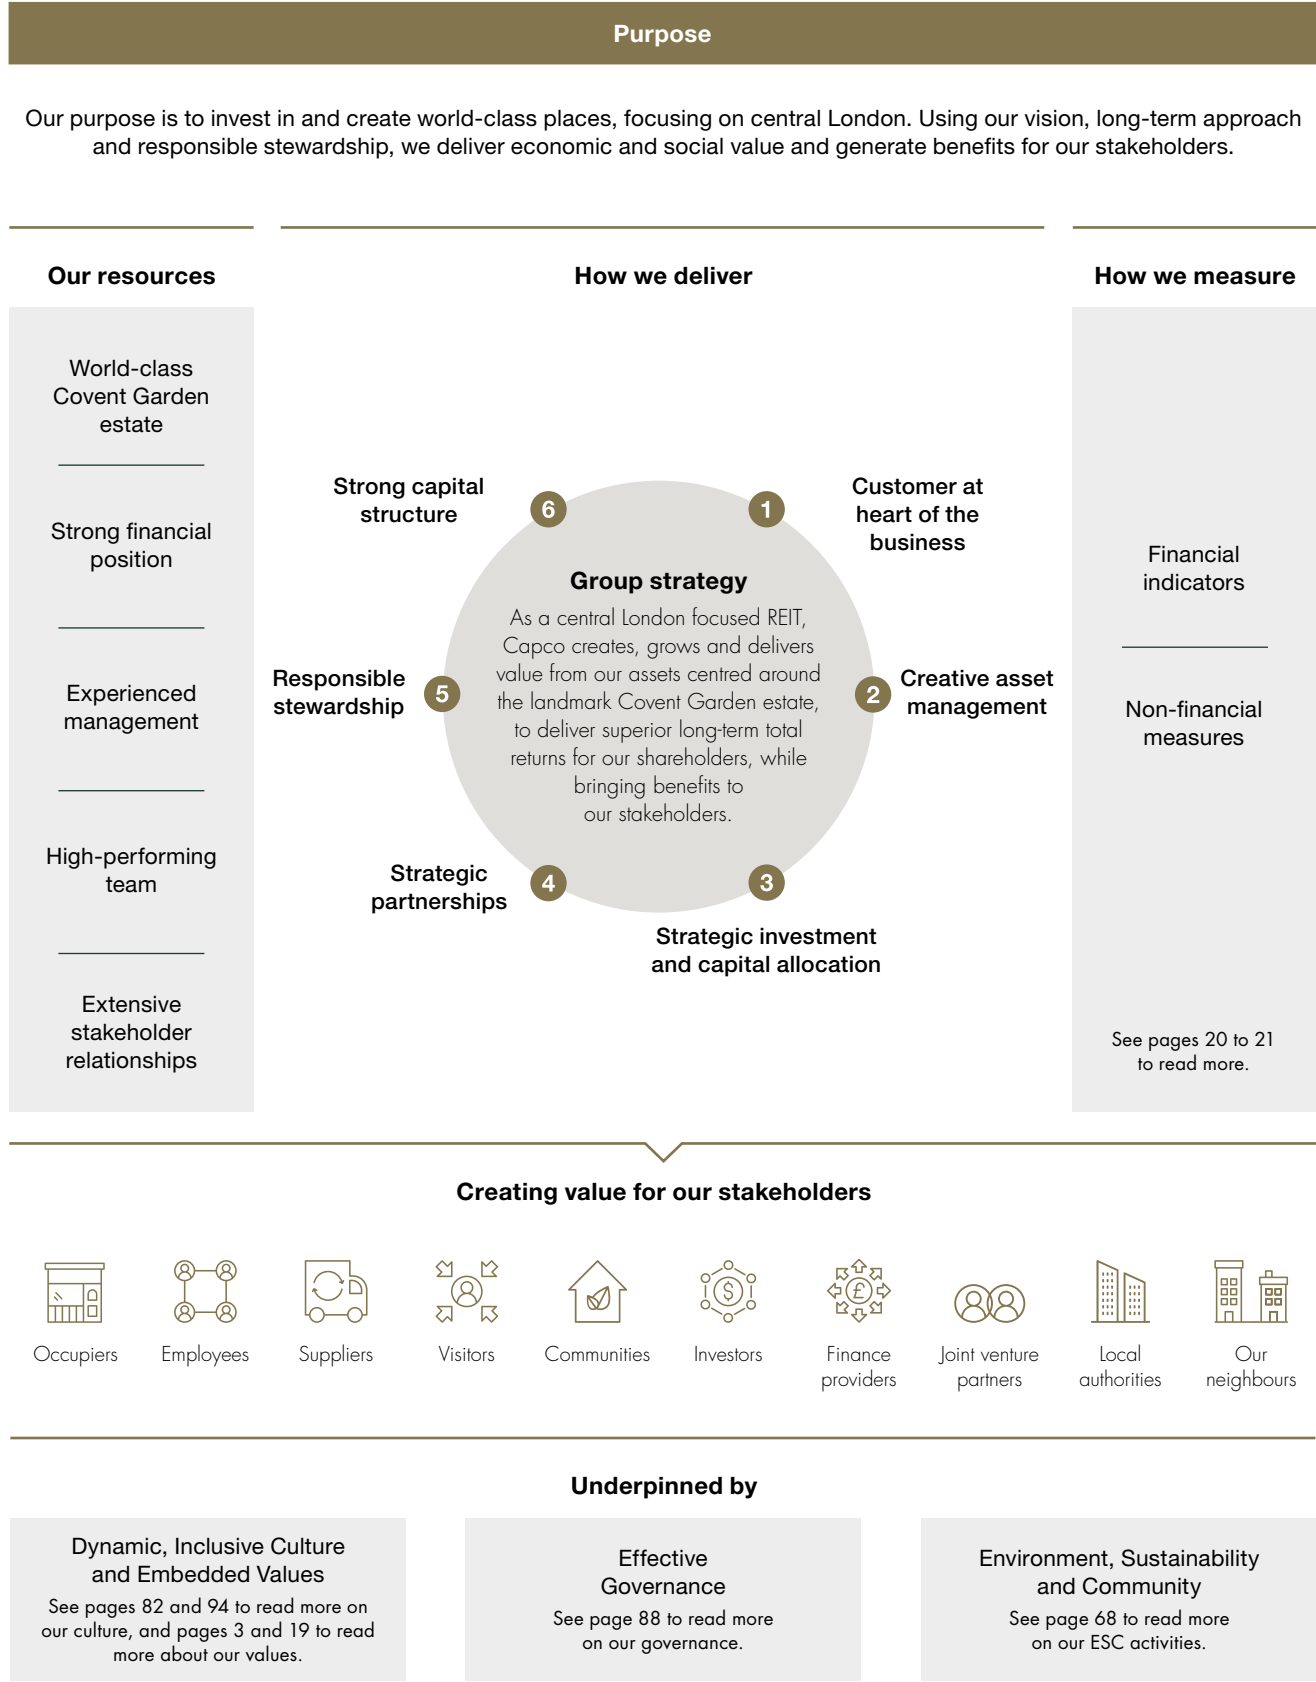 Purpose
Our purpose is to invest in and create world-class places, focusing on central London. Using our vision, long-term approach
and responsible stewardship, we deliver economic and social value and generate benefits for our stakeholders.
Our resources
World-class
Covent Garden
estate
Strong financial
position
Experienced
management
High-performing
team
Extensive
stakeholder
relationships
How we deliver
Group strategy
As a central London focused REIT,
Capco creates, grows and delivers
value from our assets centred around
the landmark Covent Garden estate,
to deliver superior long-term total
returns for our shareholders, while
bringing benefits to
our stakeholders.
1
Customer at
heart of the
business
2
Creative asset
management
3
Strategic investment
and capital allocation
4
Strategic
partnerships
5
Responsible
stewardship
6
Strong capital
structure
How we measure
Financial
indicators
Non-financial
measures
See pages 20 to 21
to read more.
Creating value for our stakeholders
$
£
Occupiers
Employees
Suppliers
Visitors
Communities
Investors
Finance
providers
Joint venture
partners
Local
authorities
Our
neighbours
Underpinned by
Dynamic, Inclusive Culture
and Embedded Values
See pages 82 and 94 to read more on
our culture, and pages 3 and 19 to read
more about our values.
Effective
Governance
See page 88 to read more
on our governance.
Environment, Sustainability
and Community
See page 68 to read more
on our ESC activities.